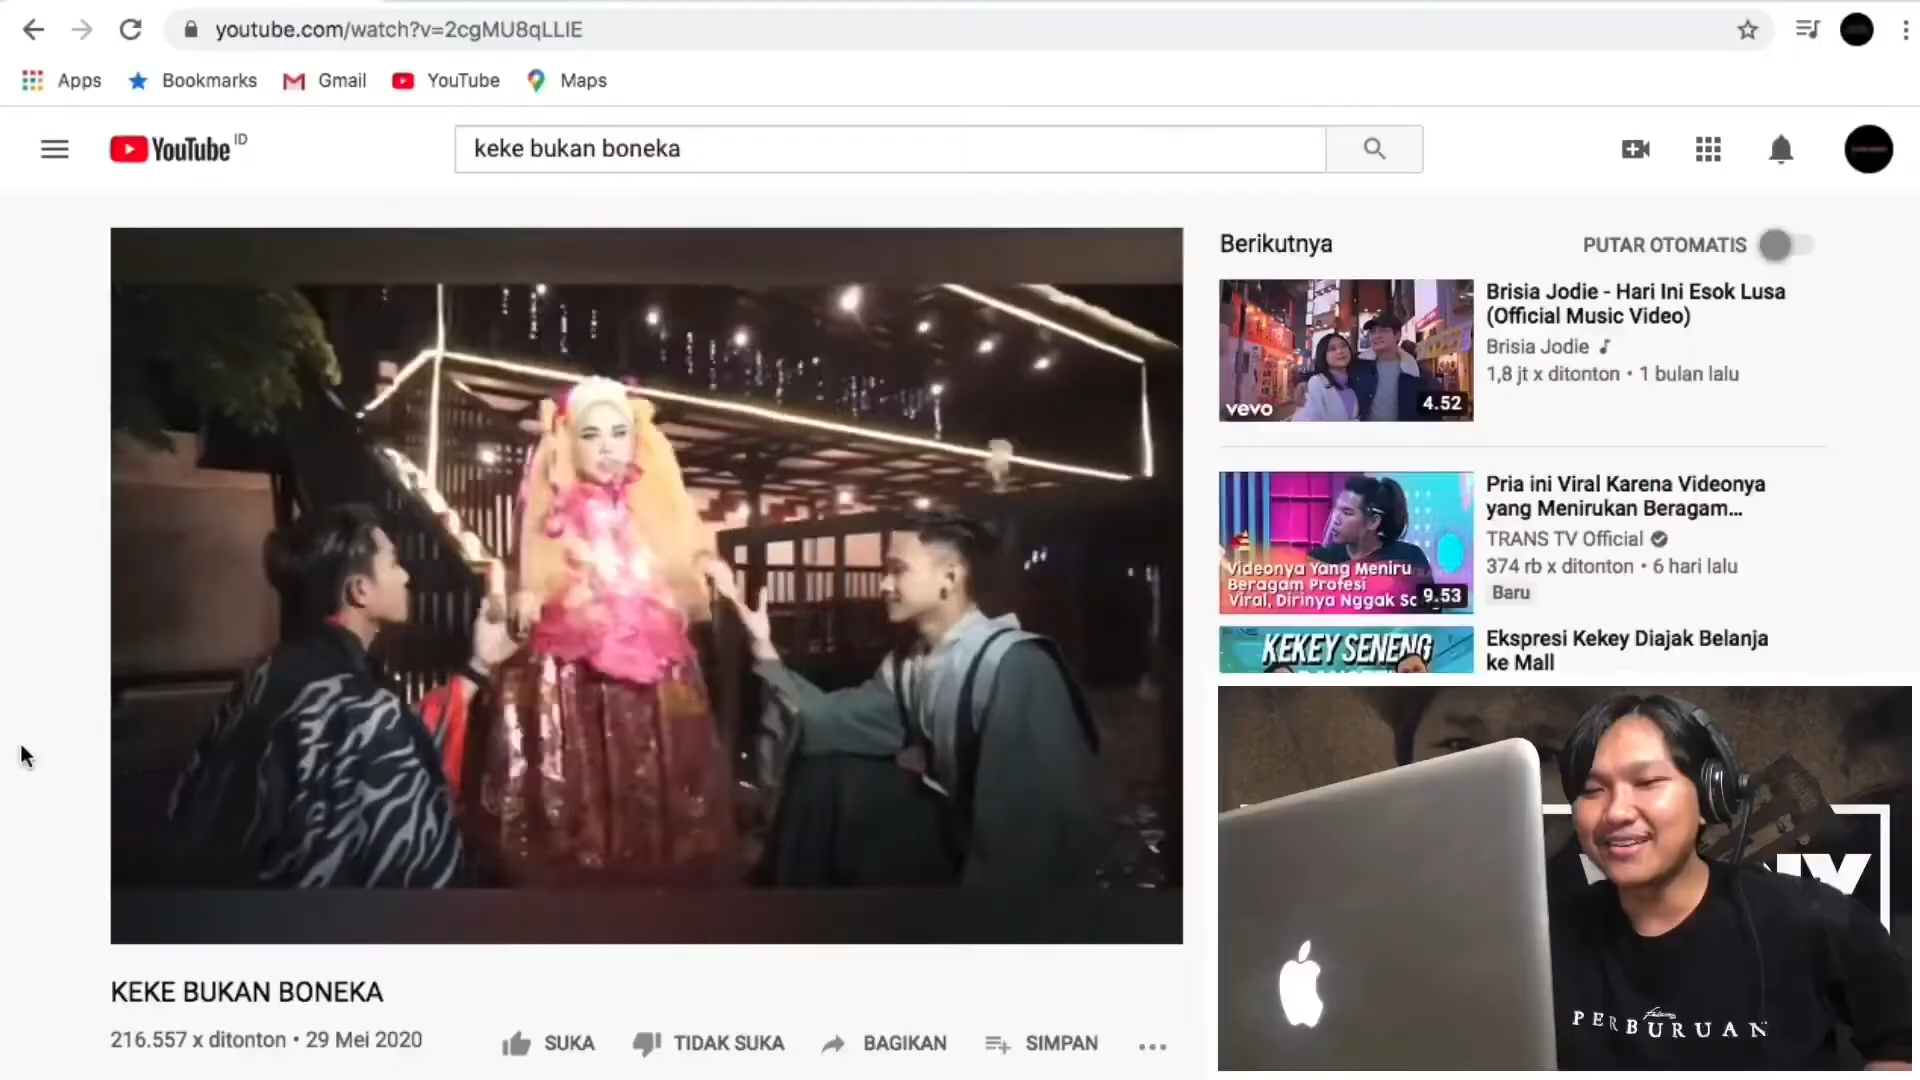 youtube.com/watch?v=2cgMU8qLLIE
Apps Bookmarks Gmail YouTube Maps
YouTube ID
keke bukan boneka
Berikutnya PUTAR OTOMATIS
Brisia Jodie - Hari Ini Esok Lusa
(Official Music Video)
Brisia Jodie
1,8 jt x ditonton • 1 bulan lalu
vevo 4.52
Pria ini Viral Karena Videonya
yang Menirukan Beragam...
TRANS TV Official
374 rb x ditonton • 6 hari lalu
Baru
Videonya Yang Meniru
Beragam Profesi
Viral, Dirinya Nggak
9.53
KEKEY SENENG
Ekspresi Kekey Diajak Belanja
ke Mall
KEKE BUKAN BONEKA
216.557 x ditonton • 29 Mei 2020
SUKA TIDAK SUKA BAGIKAN SIMPAN
PERBURUAN